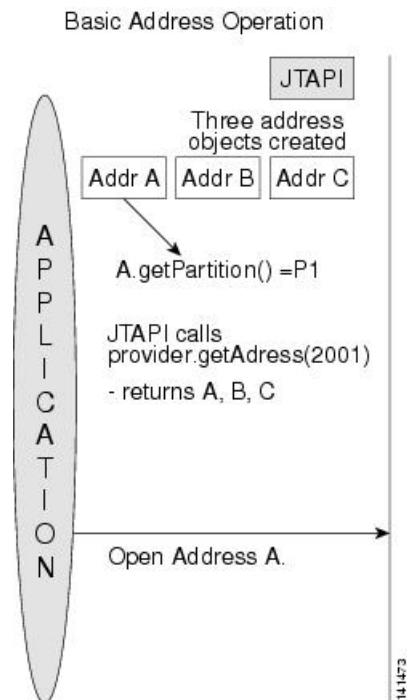 Basic Address Operation
JTAPI
Three address
objects created
Addr A
Addr B
Addr C
A.getPartition() =P1
JTAPI calls
provider.getAdress(2001)
- returns A, B, C
APPLICATION
Open Address A.
141473